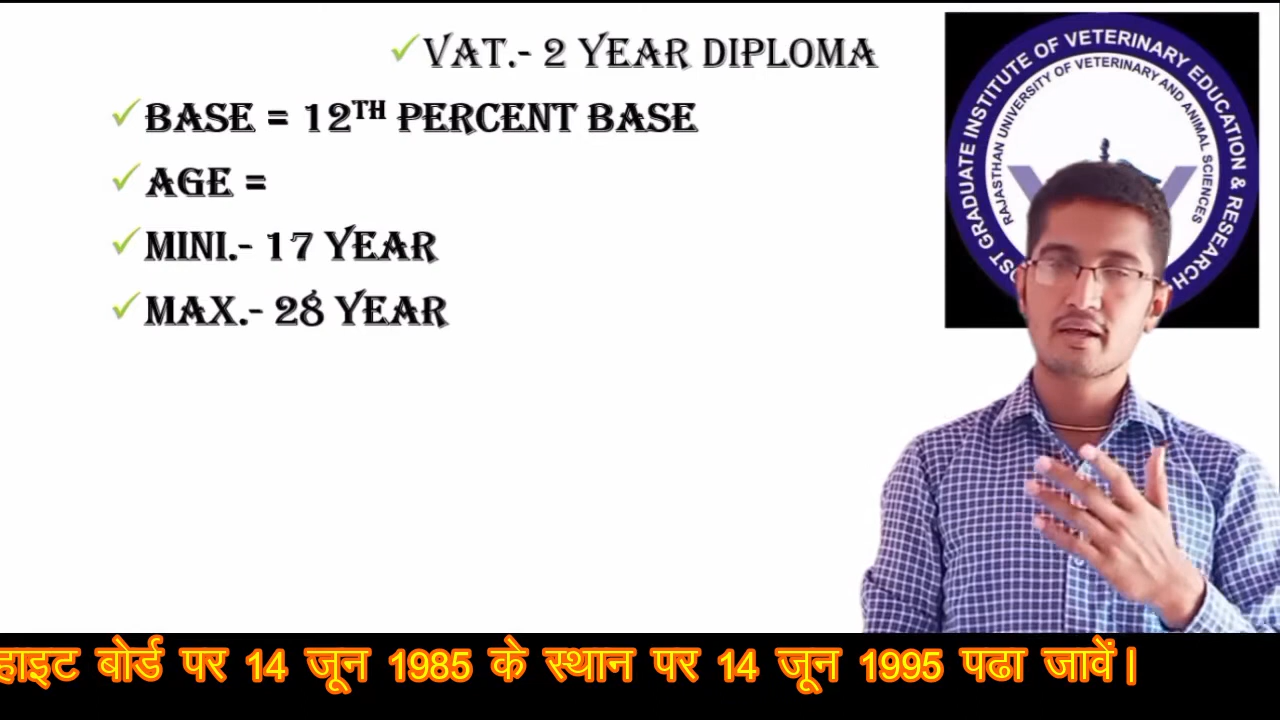 VAT.- 2 YEAR DIPLOMA
BASE = 12TH PERCENT BASE
AGE =
MINI.- 17 YEAR
MAX.- 28 YEAR
POST GRADUATE INSTITUTE OF VETERINARY EDUCATION & RESEARCH
RAJASTHAN UNIVERSITY OF VETERINARY AND ANIMAL SCIENCES
बोर्ड पर 14 जून 1985 के स्थान पर 14 जून 1995 पढा जावें।